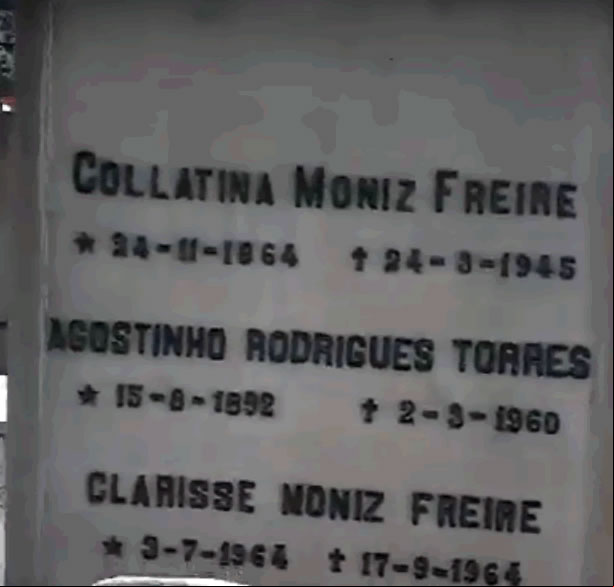 COLLATINA MONIZ FREIRE
★ 24-11-1864 ✝ 24-3-1945
AGOSTINHO RODRIGUES TORRES
★ 15-8-1892 ✝ 2-3-1960
CLARISSE MONIZ FREIRE
★ 3-7-1964 ✝ 17-9-1964